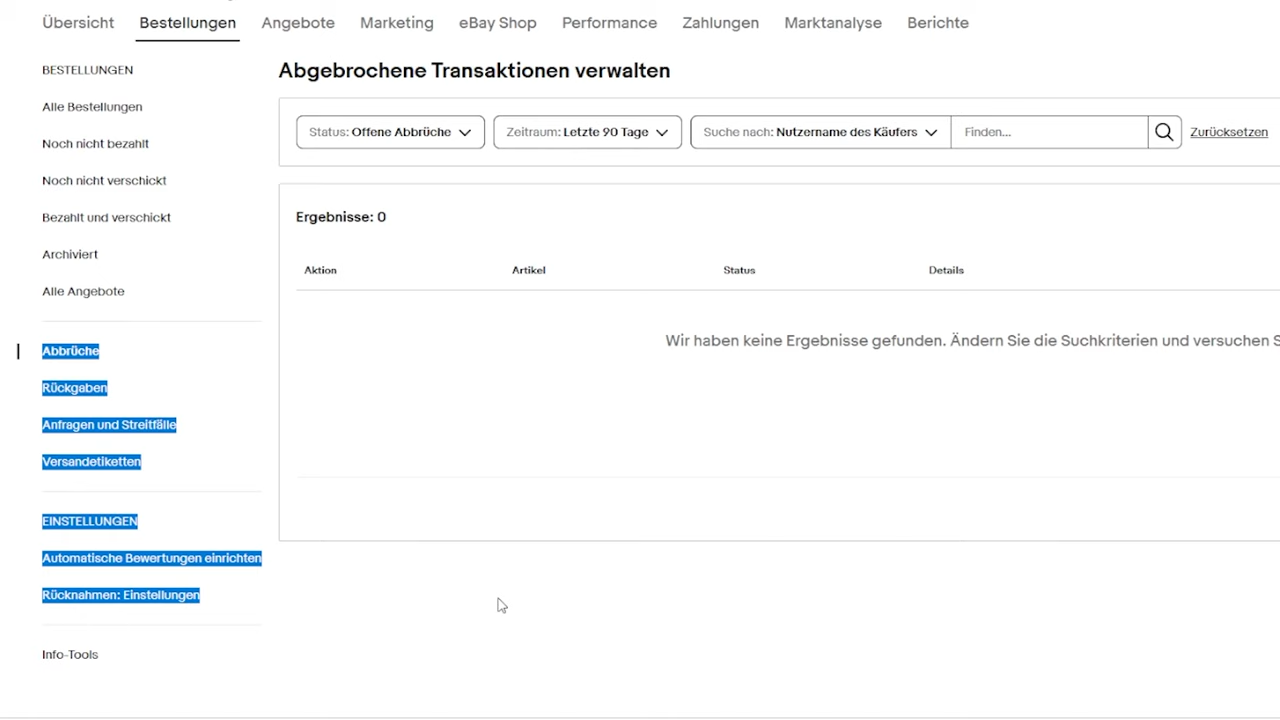 Übersicht Bestellungen Angebote Marketing eBay Shop Performance Zahlungen Marktanalyse Berichte
BESTELLUNGEN
Alle Bestellungen
Noch nicht bezahlt
Noch nicht verschickt
Bezahlt und verschickt
Archiviert
Alle Angebote
Abbrüche
Rückgaben
Anfragen und Streitfälle
Versandetiketten
EINSTELLUNGEN
Automatische Bewertungen einrichten
Rücknahmen: Einstellungen
Info-Tools
Abgebrochene Transaktionen verwalten
Status: Offene Abbrüche Zeitraum: Letzte 90 Tage Suche nach: Nutzername des Käufers Finden... Zurücksetzen
Ergebnisse: 0
Aktion Artikel Status Details
Wir haben keine Ergebnisse gefunden. Ändern Sie die Suchkriterien und versuchen S